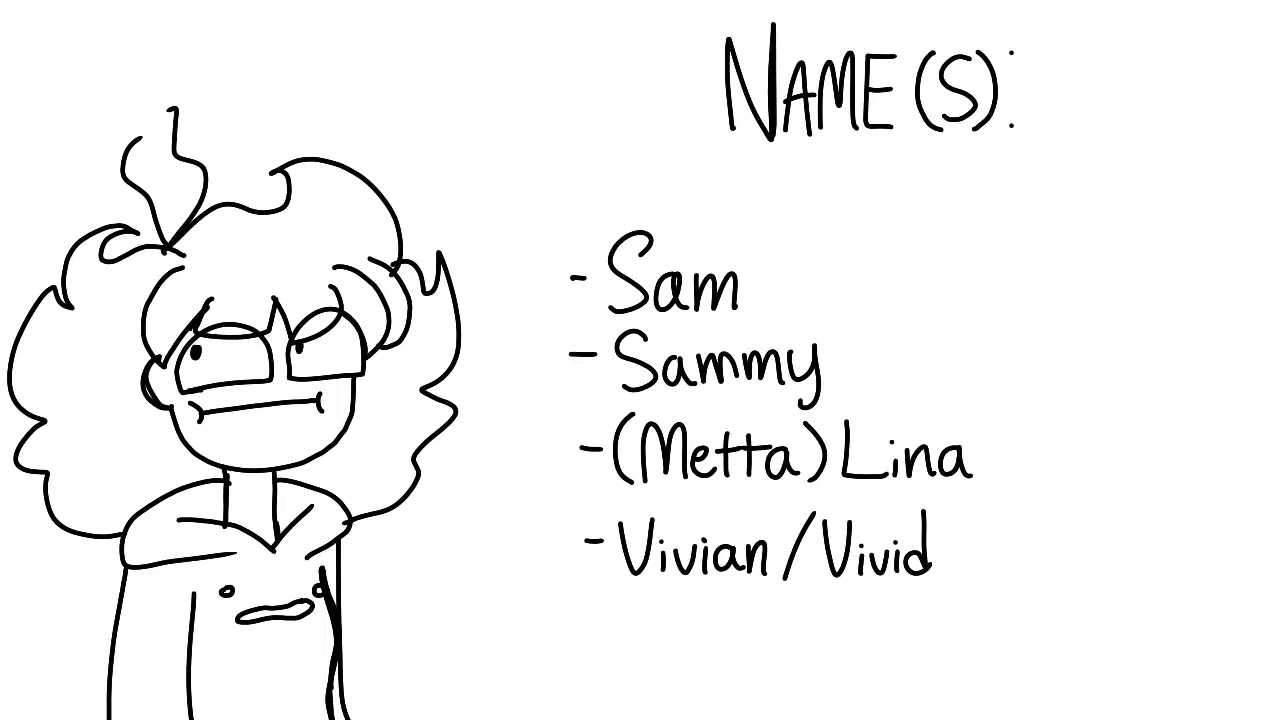 NAME(S):
- Sam
- Sammy
- (Metta) Lina
- Vivian / Vivid